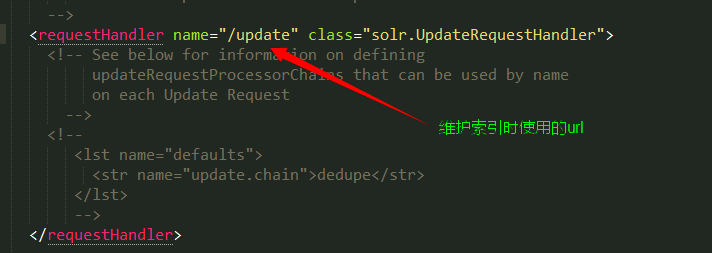 -->
<requestHandler name="/update" class="solr.UpdateRequestHandler">
<!-- See below for information on defining
updateRequestProcessorChains that can be used by name
on each Update Request
-->
维护索引时使用的url
<!--
<lst name="defaults">
<str name="update.chain">dedupe</str>
</lst>
-->
</requestHandler>